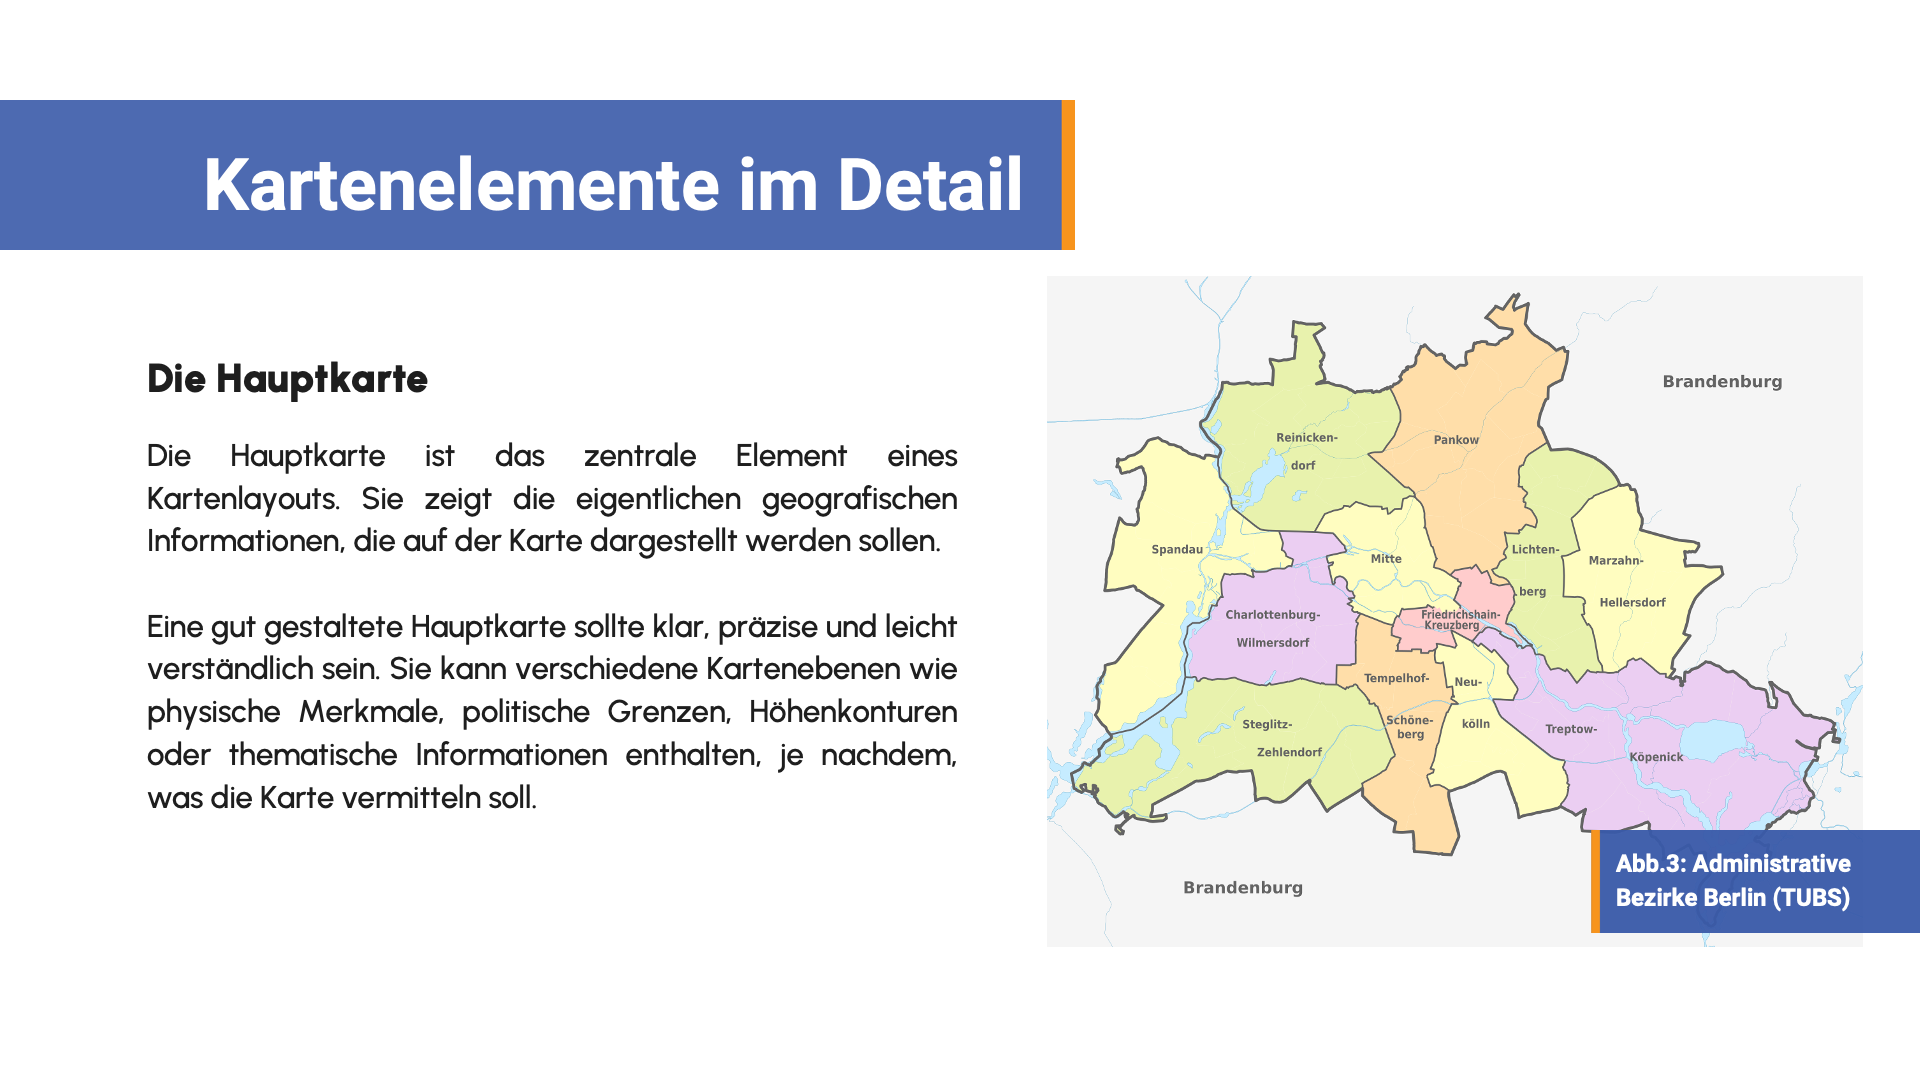 Kartenelemente im Detail
Die Hauptkarte
Die Hauptkarte ist das zentrale Element eines
Kartenlayouts. Sie zeigt die eigentlichen geografischen
Informationen, die auf der Karte dargestellt werden sollen.
Eine gut gestaltete Hauptkarte sollte klar, präzise und leicht
verständlich sein. Sie kann verschiedene Kartenebenen wie
physische Merkmale, politische Grenzen, Höhenkonturen
oder thematische Informationen enthalten, je nachdem,
was die Karte vermitteln soll.
Brandenburg
Reinicken-
dorf
Pankow
Spandau
Mitte
Lichten-
berg
Marzahn-
Hellersdorf
Charlottenburg-
Wilmersdorf
Friedrichshain-
Kreuzberg
Tempelhof-
Schöne-
berg
Neu-
kölln
Steglitz-
Zehlendorf
Treptow-
Köpenick
Brandenburg
Abb.3: Administrative
Bezirke Berlin (TUBS)